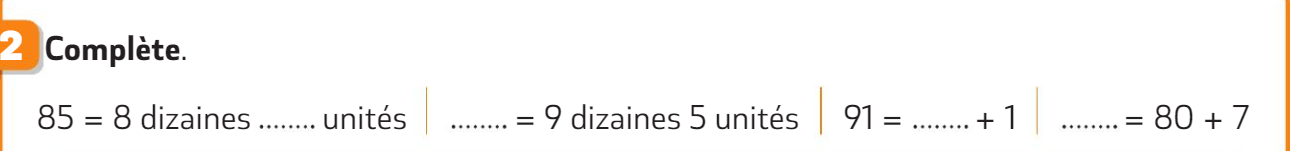 2 Complète.
85 = 8 dizaines ........ unités | ........ = 9 dizaines 5 unités | 91 = ........ + 1 | ........ = 80 + 7